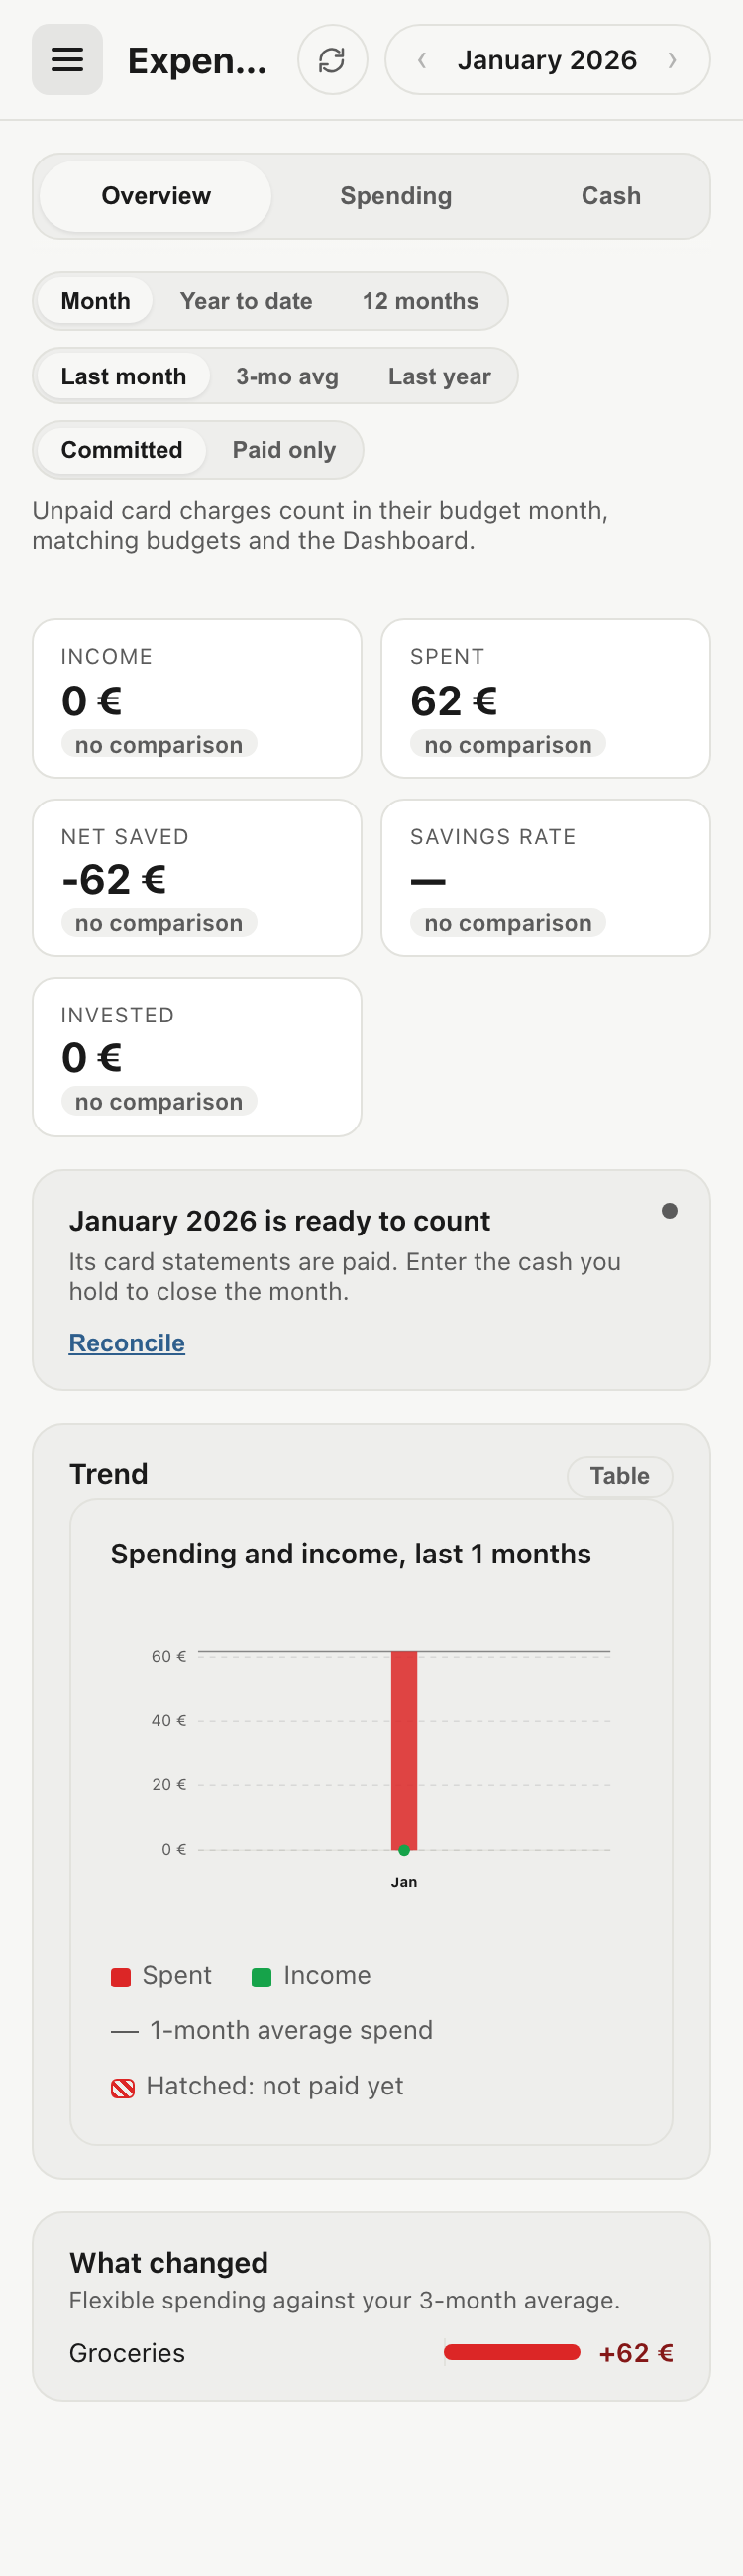 Expen...
‹ January 2026 ›
Overview Spending Cash
Month Year to date 12 months
Last month 3-mo avg Last year
Committed Paid only
Unpaid card charges count in their budget month,
matching budgets and the Dashboard.
INCOME
0 €
no comparison
SPENT
62 €
no comparison
NET SAVED
-62 €
no comparison
SAVINGS RATE
—
no comparison
INVESTED
0 €
no comparison
January 2026 is ready to count
Its card statements are paid. Enter the cash you
hold to close the month.
Reconcile
Trend
Table
Spending and income, last 1 months
60 €
40 €
20 €
0 €
Jan
Spent Income
1-month average spend
Hatched: not paid yet
What changed
Flexible spending against your 3-month average.
Groceries +62 €